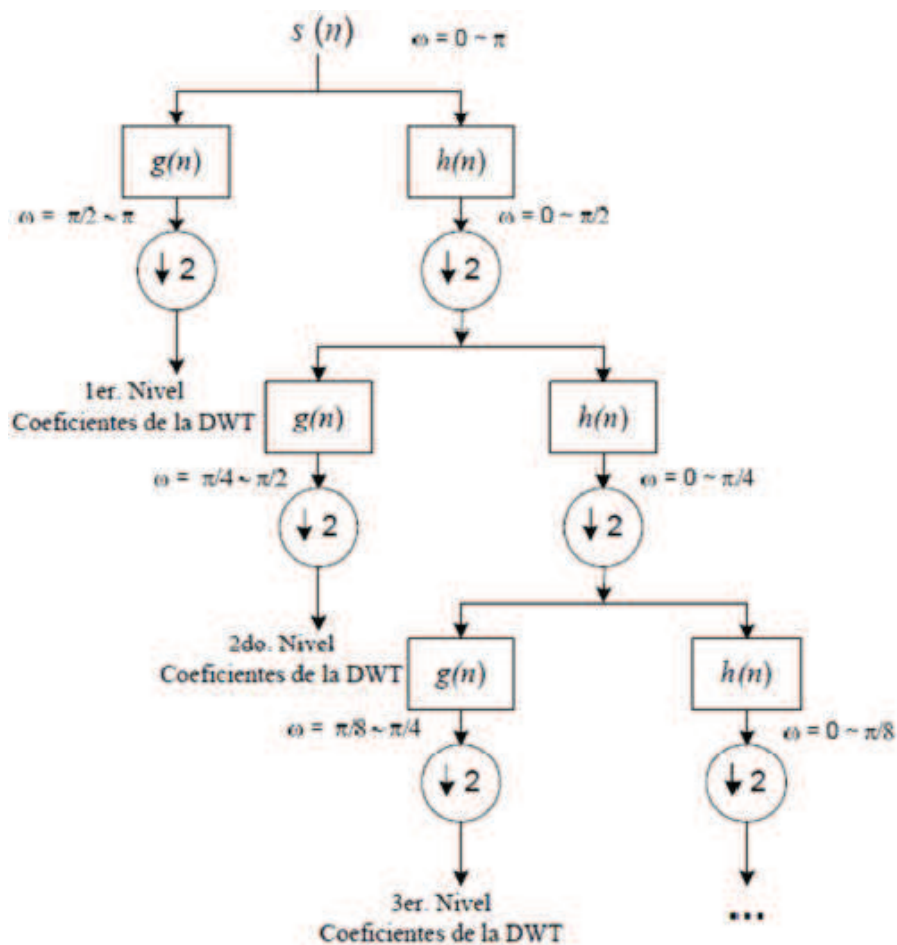 s (n)
ω = 0 ~ π
g(n)
h(n)
ω = π/2 ~ π
ω = 0 ~ π/2
↓ 2
↓ 2
1er. Nivel
Coeficientes de la DWT
g(n)
h(n)
ω = π/4 ~ π/2
ω = 0 ~ π/4
↓ 2
↓ 2
2do. Nivel
Coeficientes de la DWT
g(n)
h(n)
ω = π/8 ~ π/4
ω = 0 ~ π/8
↓ 2
↓ 2
3er. Nivel
Coeficientes de la DWT
...